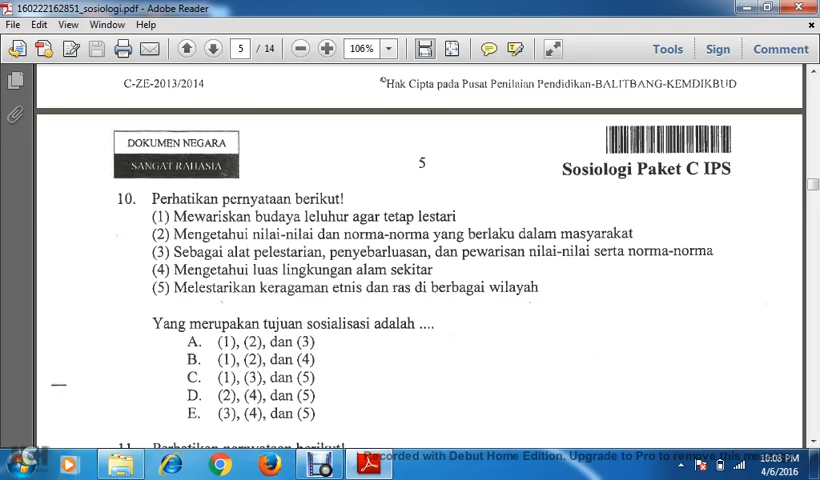 160222162851_sosiologi.pdf - Adobe Reader
File Edit View Window Help
5 / 14 106% Tools Sign Comment
C-ZE-2013/2014 ©Hak Cipta pada Pusat Penilaian Pendidikan-BALITBANG-KEMDIKBUD
DOKUMEN NEGARA
SANGAT RAHASIA
5
Sosiologi Paket C IPS
10. Perhatikan pernyataan berikut!
(1) Mewariskan budaya leluhur agar tetap lestari
(2) Mengetahui nilai-nilai dan norma-norma yang berlaku dalam masyarakat
(3) Sebagai alat pelestarian, penyebarluasan, dan pewarisan nilai-nilai serta norma-norma
(4) Mengetahui luas lingkungan alam sekitar
(5) Melestarikan keragaman etnis dan ras di berbagai wilayah
Yang merupakan tujuan sosialisasi adalah ....
A. (1), (2), dan (3)
B. (1), (2), dan (4)
C. (1), (3), dan (5)
D. (2), (4), dan (5)
E. (3), (4), dan (5)
11. Perhatikan pernyataan berikut!
Recorded with Debut Home Edition. Upgrade to Pro to remove this
10:03 PM
4/6/2016